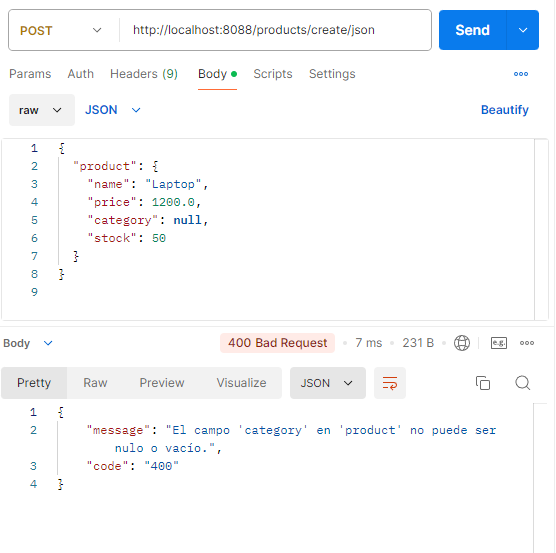 POST http://localhost:8088/products/create/json Send
Params Auth Headers (9) Body Scripts Settings
raw JSON Beautify
1 {
2 "product": {
3 "name": "Laptop",
4 "price": 1200.0,
5 "category": null,
6 "stock": 50
7 }
8 }
9
Body 400 Bad Request 7 ms 231 B e.g.
Pretty Raw Preview Visualize JSON
1 {
2 "message": "El campo 'category' en 'product' no puede ser
nulo o vacío.",
3 "code": "400"
4 }